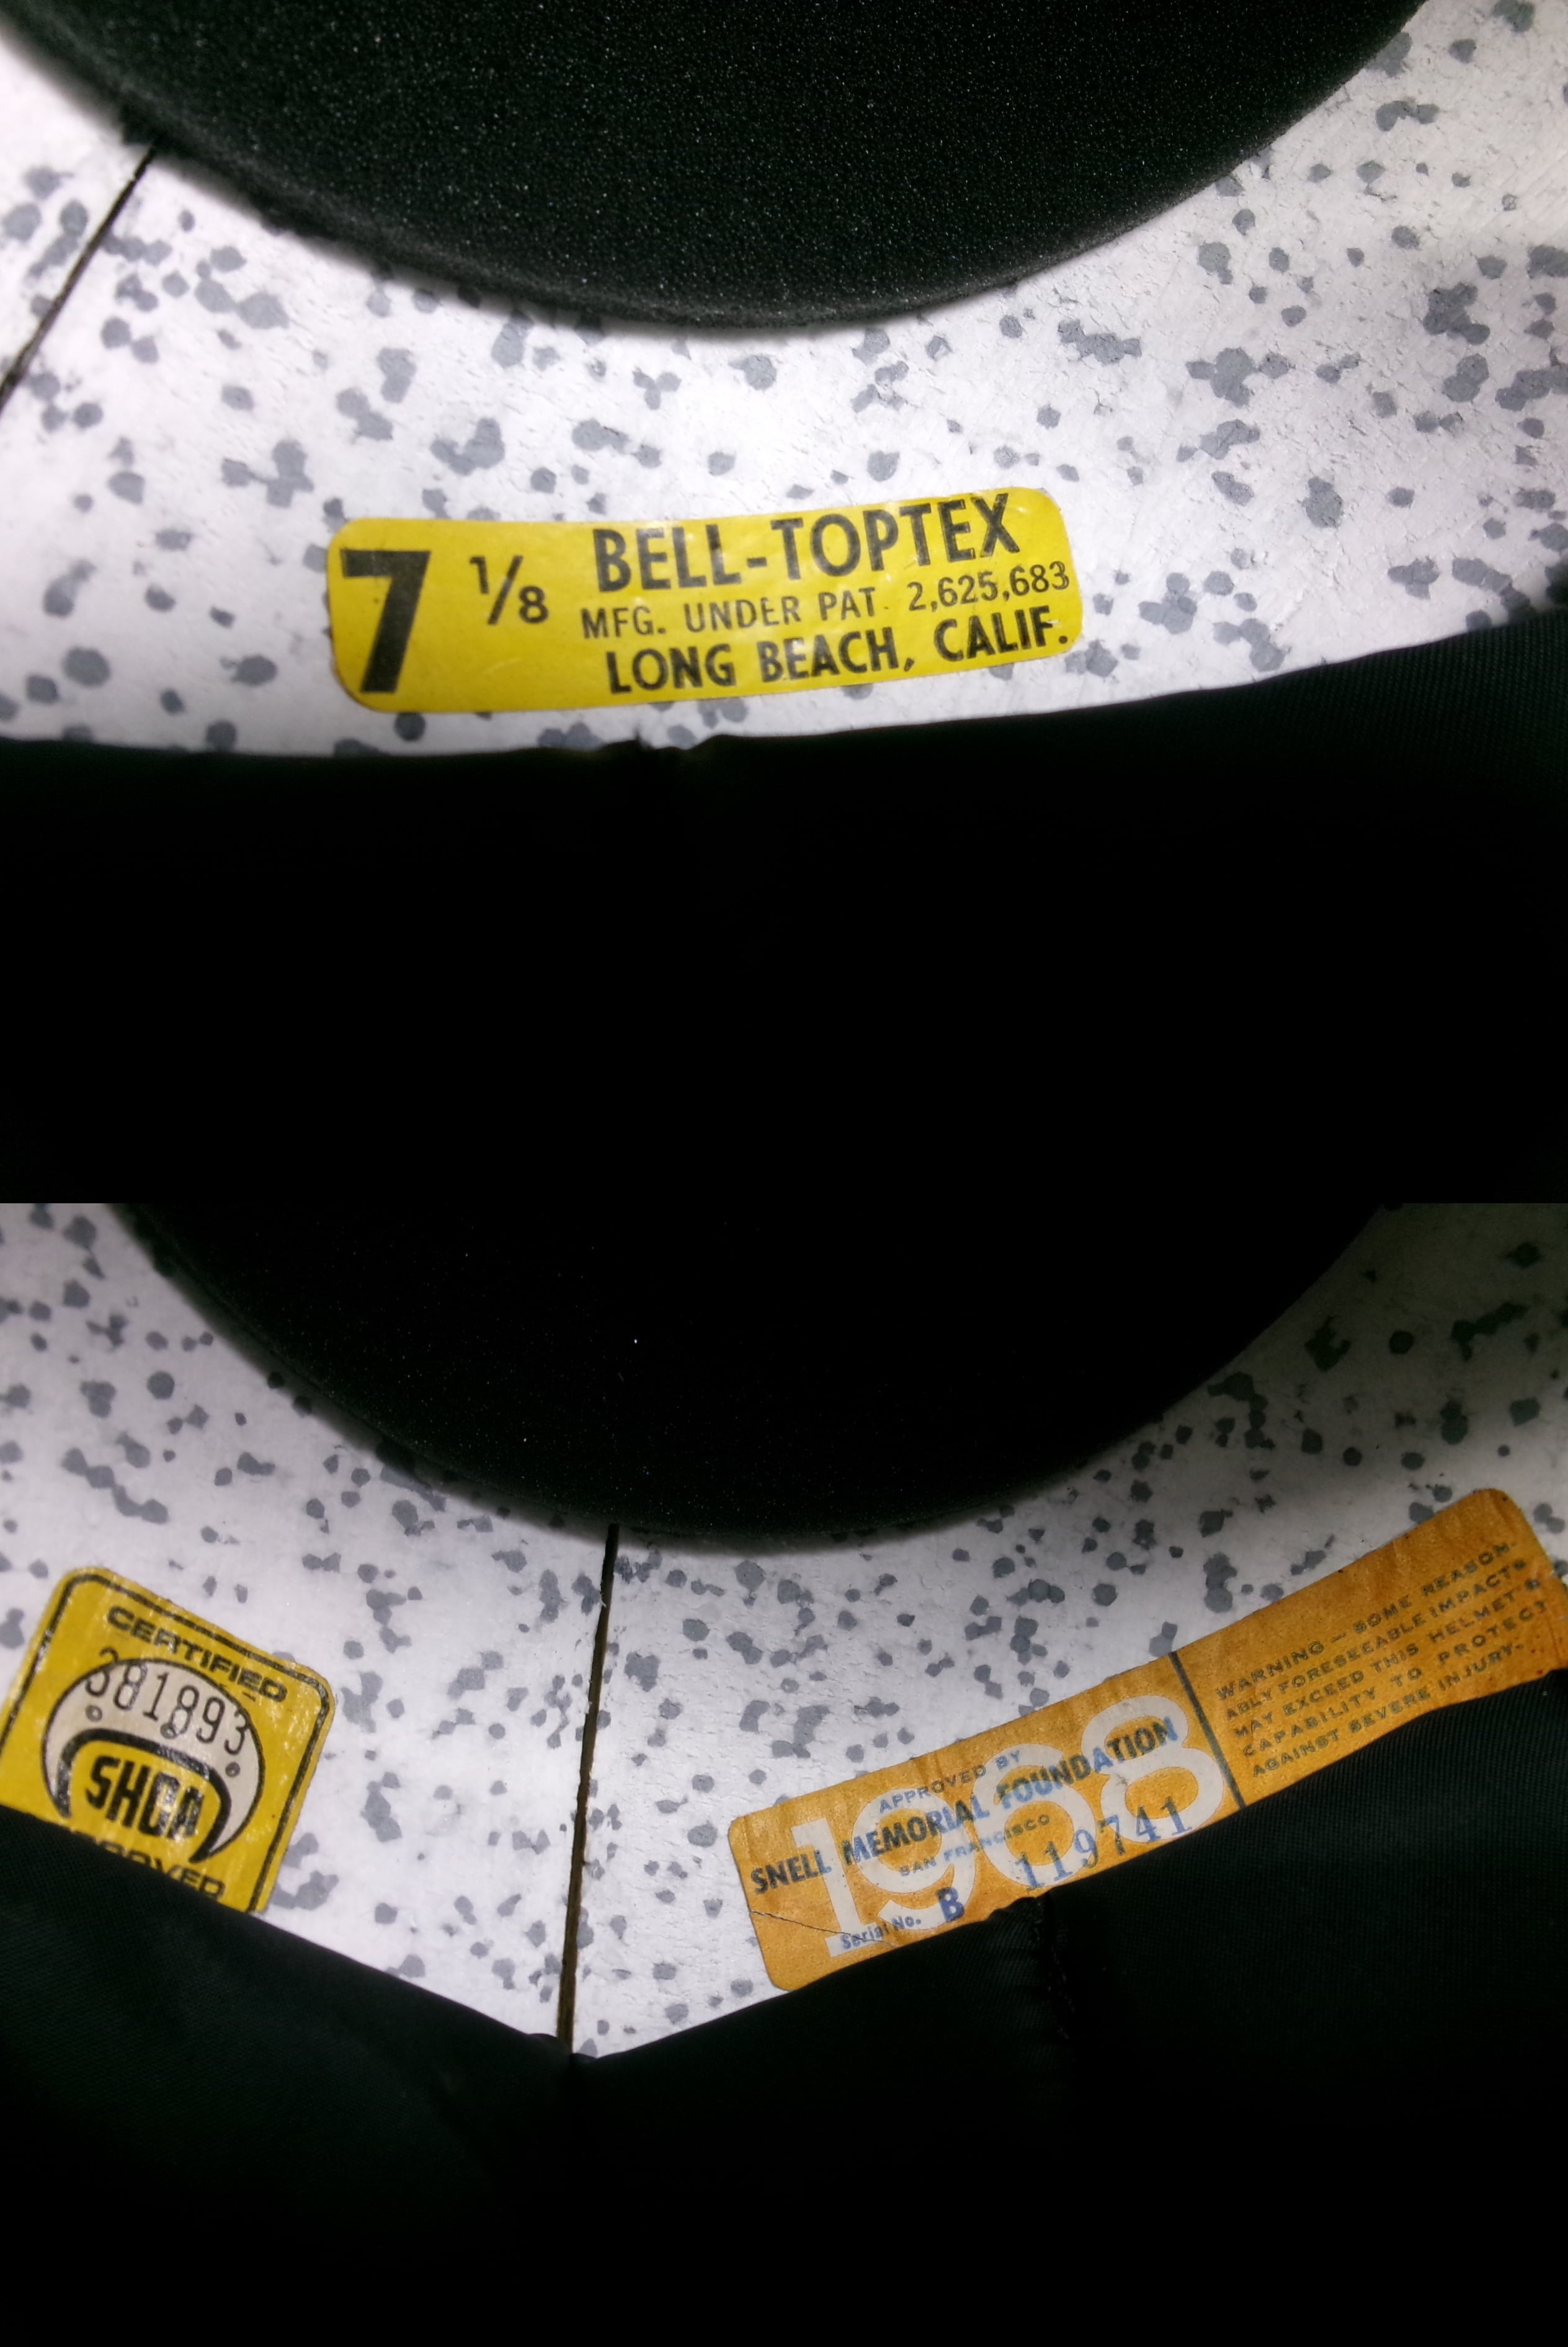 7 1/8
BELL-TOPTEX
MFG. UNDER PAT. 2,625,683
LONG BEACH, CALIF.
CERTIFIED
381893
SHCA
APPROVED BY
SNELL MEMORIAL FOUNDATION
SAN FRANCISCO
1968
Serial No. B 119741
WARNING — SOME REASON-
ABLY FORESEEABLE IMPACTS
MAY EXCEED THIS HELMET'S
CAPABILITY TO PROTECT
AGAINST SEVERE INJURY.